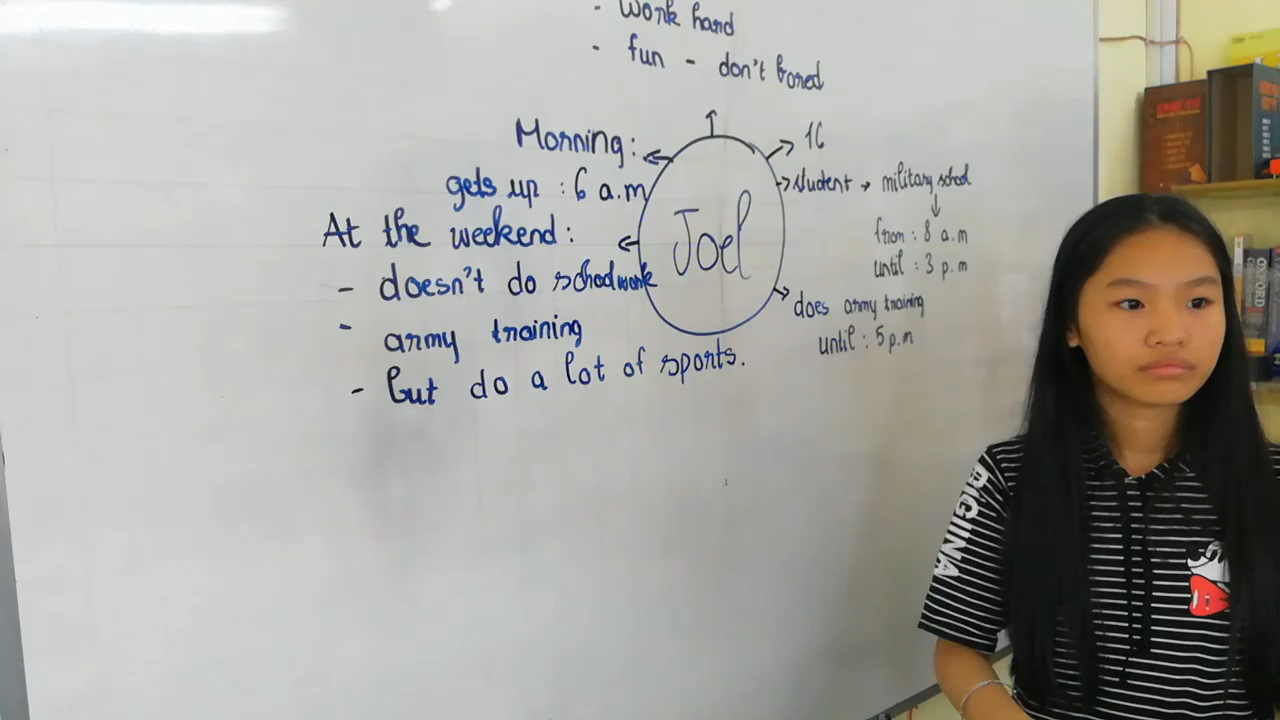 - Work hard
- fun - don't bored
Morning:
gets up : 6 a.m
At the weekend:
- doesn't do schoolwork
- army training
- but do a lot of sports.
Joel
16
student → military school
from : 8 a.m
until : 3 p.m
does army training
until : 5 p.m
OXFORD